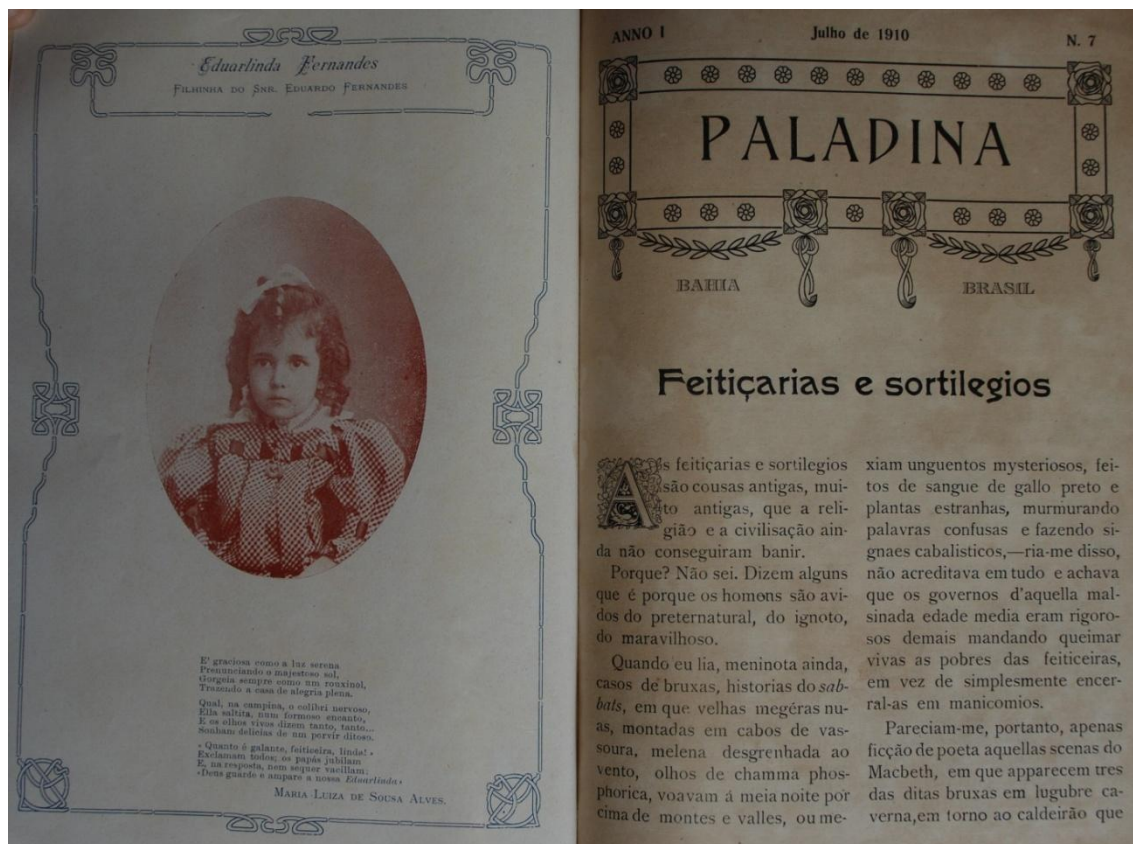 Eduarlinda Fernandes
FILHINHA DO SNR. EDUARDO FERNANDES
E' graciosa como a luz serena
Prenunciando o majestoso sol,
Gorgeia sempre como um rouxinol,
Trazendo a casa de alegria plena.
Qual, na campina, o colibri nervoso,
Ella saltita, num formoso encanto,
E os olhos vivos dizem tanto, tanto...
Sonham delicias de um porvir ditoso.
« Quanto é galante, feiticeira, linda! »
Exclamam todos; os papás jubilam
E, na resposta, nem sequer vacillam:
«Deus guarde e ampare a nossa Eduarlinda»
MARIA LUIZA DE SOUSA ALVES.
ANNO I
Julho de 1910
N. 7
PALADINA
BAHIA
BRASIL
Feitiçarias e sortilegios
As feitiçarias e sortilegios
são cousas antigas, mui-
to antigas, que a reli-
gião e a civilisação ain-
da não conseguiram banir.
Porque? Não sei. Dizem alguns
que é porque os homens são avi-
dos do preternatural, do ignoto,
do maravilhoso.
Quando eu lia, meninota ainda,
casos de bruxas, historias do sab-
bats, em que velhas megéras nu-
as, montadas em cabos de vas-
soura, melena desgrenhada ao
vento, olhos de chamma phos-
phorica, voavam á meia noite por
cima de montes e valles, ou me-
xiam unguentos mysteriosos, fei-
tos de sangue de gallo preto e
plantas estranhas, murmurando
palavras confusas e fazendo si-
gnaes cabalisticos,—ria-me disso,
não acreditava em tudo e achava
que os governos d'aquella mal-
sinada edade media eram rigoro-
sos demais mandando queimar
vivas as pobres das feiticeiras,
em vez de simplesmente encer-
ral-as em manicomios.
Pareciam-me, portanto, apenas
ficção de poeta aquellas scenas do
Macbeth, em que apparecem tres
das ditas bruxas em lugubre ca-
verna,em torno ao caldeirão que